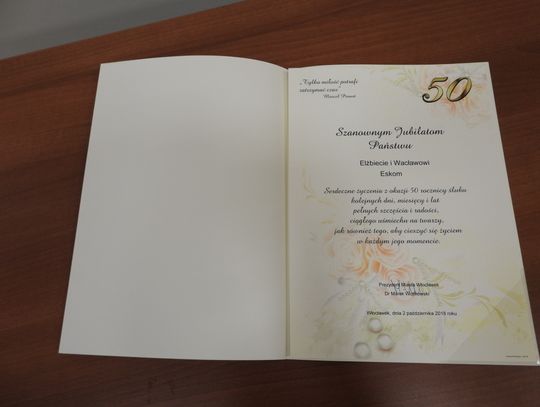 „Tylko miłość potrafi
zatrzymać czas”
Marcel Proust
50
Szanownym Jubilatom
Państwu
Elżbiecie i Wacławowi
Eskom
Serdeczne życzenia z okazji 50 rocznicy ślubu
kolejnych dni, miesięcy i lat
pełnych szczęścia i radości,
ciągłego uśmiechu na twarzy,
jak również tego, aby cieszyć się życiem
w każdym jego momencie.
Prezydent Miasta Włocławek
Dr Marek Wojtkowski
Włocławek, dnia 2 października 2018 roku